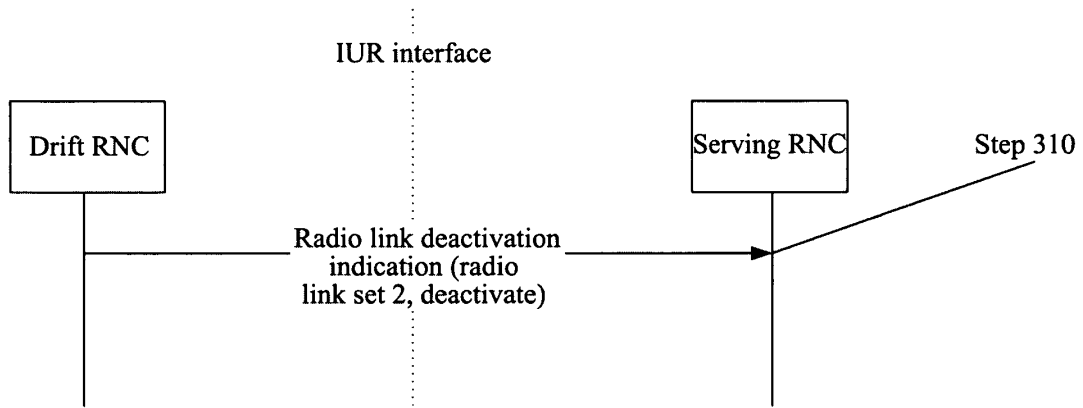 IUR interface
Drift RNC
Serving RNC
Step 310
Radio link deactivation
indication (radio
link set 2, deactivate)